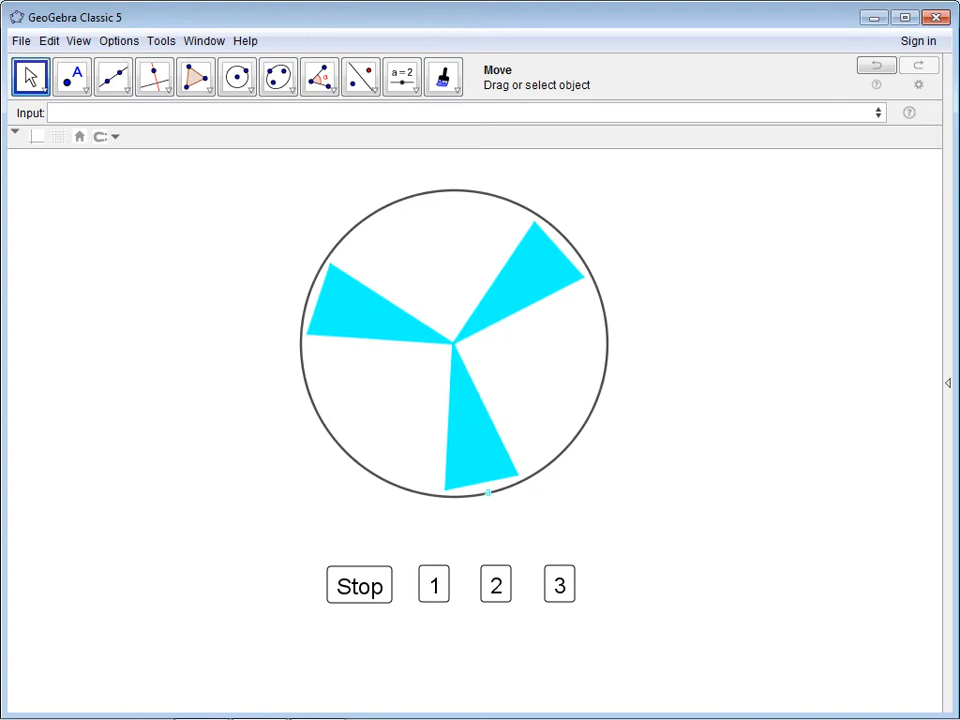 GeoGebra Classic 5
File Edit View Options Tools Window Help Sign in
A
α
a=2
Move
Drag or select object
Input:
a
Stop 1 2 3